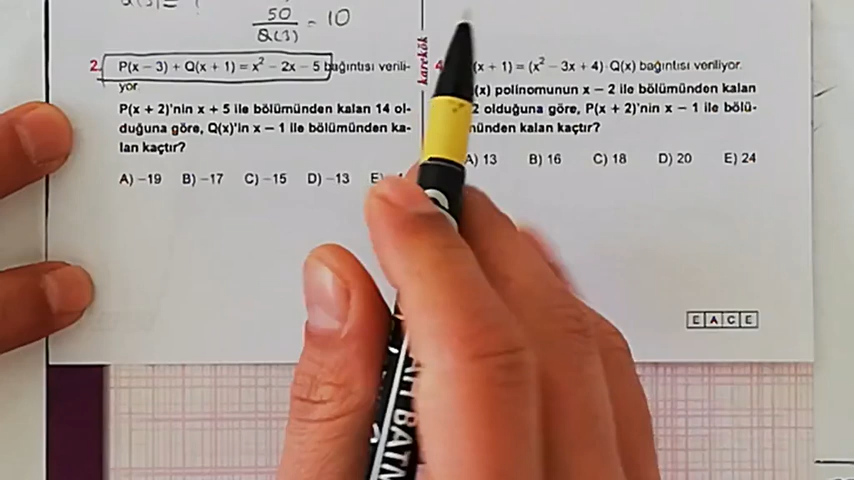 50
Q(3) = 10
2. P(x − 3) + Q(x + 1) = x² − 2x − 5 bağıntısı verili-
yor.
P(x + 2)'nin x + 5 ile bölümünden kalan 14 ol-
duğuna göre, Q(x)'in x − 1 ile bölümünden ka-
lan kaçtır?
A) −19 B) −17 C) −15 D) −13 E)
karekök
4. (x + 1) = (x² − 3x + 4) · Q(x) bağıntısı veriliyor.
(x) polinomunun x − 2 ile bölümünden kalan
2 olduğuna göre, P(x + 2)'nin x − 1 ile bölü-
münden kalan kaçtır?
A) 13 B) 16 C) 18 D) 20 E) 24
E A C E